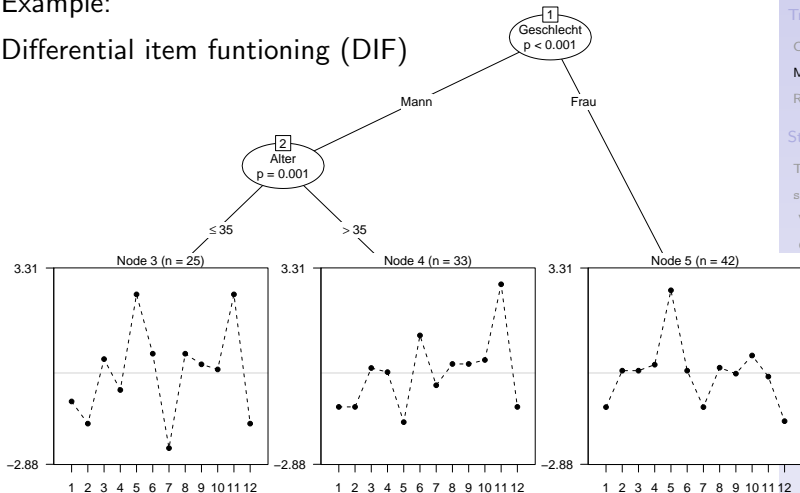 Example:
Differential item funtioning (DIF)
1
Geschlecht
p < 0.001
Mann
Frau
2
Alter
p = 0.001
≤ 35
> 35
Node 3 (n = 25)
3.31
−2.88
1 2 3 4 5 6 7 8 9 10 11 12
Node 4 (n = 33)
3.31
−2.88
1 2 3 4 5 6 7 8 9 10 11 12
Node 5 (n = 42)
3.31
−2.88
1 2 3 4 5 6 7 8 9 10 11 12